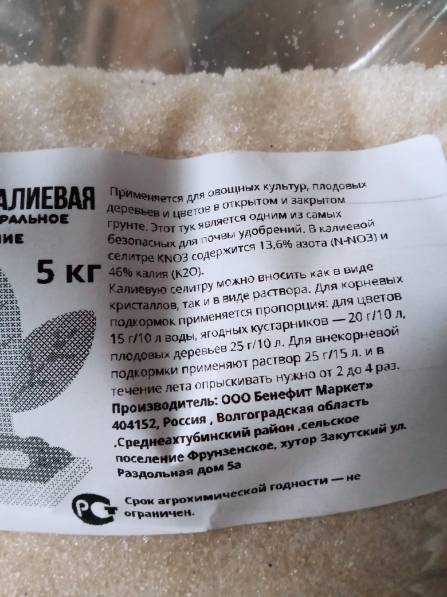 АЛИЕВАЯ
РАЛЬНОЕ
ИЕ
5 кг
Применяется для овощных культур, плодовых
деревьев и цветов в открытом и закрытом
грунте. Этот тук является одним из самых
безопасных для почвы удобрений. В калиевой
селитре KNO3 содержится 13,6% азота (N-NO3) и
46% калия (K2O).
Калиевую селитру можно вносить как в виде
кристаллов, так и в виде раствора. Для корневых
подкормок применяется пропорция: для цветов
15 г/10 л воды, ягодных кустарников — 20 г/10 л,
плодовых деревьев 25 г/10 л. Для внекорневой
подкормки применяют раствор 25 г/15 л. и в
течение лета опрыскивать нужно от 2 до 4 раз.
Производитель: ООО Бенефит Маркет»
404152, Россия , Волгоградская область
,Среднеахтубинский район ,сельское
поселение Фрунзенское, хутор Закутский ул.
Раздольная дом 5а
РСТ
Срок агрохимической годности — не
ограничен.